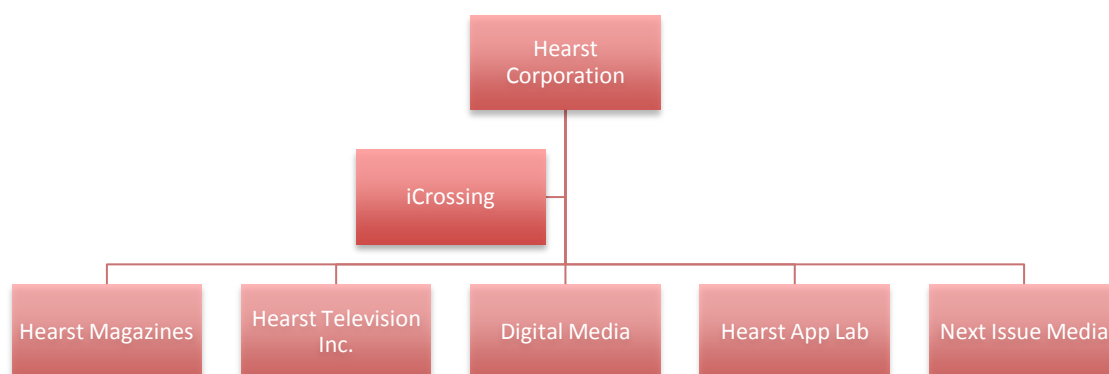 Hearst
Corporation
iCrossing
Hearst Magazines
Hearst Television
Inc.
Digital Media
Hearst App Lab
Next Issue Media